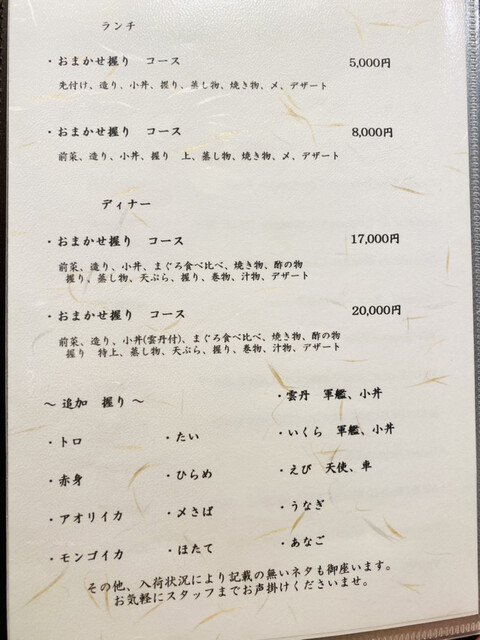 ランチ
・おまかせ握り　コース　5,000円
先付け、造り、小丼、握り、蒸し物、焼き物、〆、デザート
・おまかせ握り　コース　8,000円
前菜、造り、小丼、握り　上、蒸し物、焼き物、〆、デザート
ディナー
・おまかせ握り　コース　17,000円
前菜、造り、小丼、まぐろ食べ比べ、焼き物、酢の物
握り、蒸し物、天ぷら、握り、巻物、汁物、デザート
・おまかせ握り　コース　20,000円
前菜、造り、小丼(雲丹付)、まぐろ食べ比べ、焼き物、酢の物
握り　特上、蒸し物、天ぷら、握り、巻物、汁物、デザート
～ 追加　握り ～
・トロ
・赤身
・アオリイカ
・モンゴイカ
・たい
・ひらめ
・〆さば
・ほたて
・雲丹　軍艦、小丼
・いくら　軍艦、小丼
・えび　天使、車
・うなぎ
・あなご
その他、入荷状況により記載の無いネタも御座います。
お気軽にスタッフまでお声掛けくださいませ。